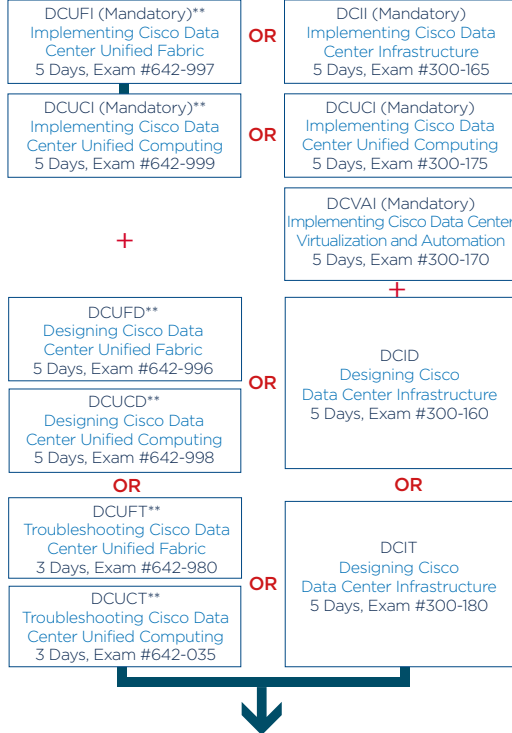 DCUFI (Mandatory)**
Implementing Cisco Data
Center Unified Fabric
5 Days, Exam #642-997
OR
DCII (Mandatory)
Implementing Cisco Data
Center Infrastructure
5 Days, Exam #300-165
DCUCI (Mandatory)**
Implementing Cisco Data
Center Unified Computing
5 Days, Exam #642-999
OR
DCUCI (Mandatory)
Implementing Cisco Data
Center Unified Computing
5 Days, Exam #300-175
+
DCVAI (Mandatory)
Implementing Cisco Data Center
Virtualization and Automation
5 Days, Exam #300-170
+
DCUFD**
Designing Cisco Data
Center Unified Fabric
5 Days, Exam #642-996
DCUCD**
Designing Cisco Data
Center Unified Computing
5 Days, Exam #642-998
OR
DCID
Designing Cisco
Data Center Infrastructure
5 Days, Exam #300-160
OR
OR
DCUFT**
Troubleshooting Cisco Data
Center Unified Fabric
3 Days, Exam #642-980
DCUCT**
Troubleshooting Cisco Data
Center Unified Computing
3 Days, Exam #642-035
OR
DCIT
Designing Cisco
Data Center Infrastructure
5 Days, Exam #300-180